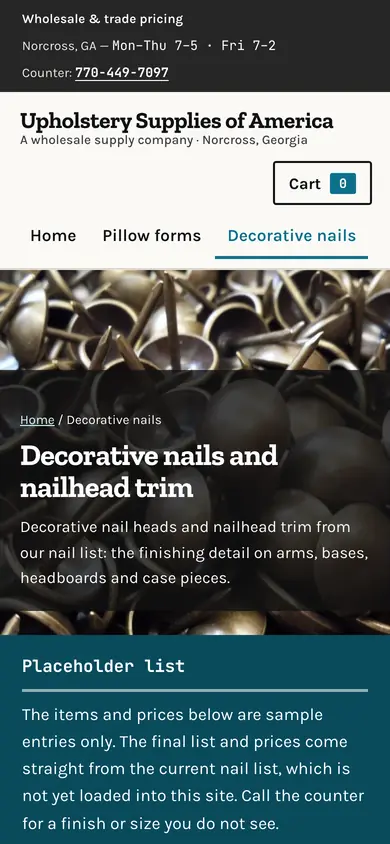 Wholesale & trade pricing
Norcross, GA — Mon–Thu 7–5 · Fri 7–2
Counter: 770-449-7097
Upholstery Supplies of America
A wholesale supply company · Norcross, Georgia
Cart 0
Home Pillow forms Decorative nails
Home / Decorative nails
Decorative nails and
nailhead trim
Decorative nail heads and nailhead trim from
our nail list: the finishing detail on arms, bases,
headboards and case pieces.
Placeholder list
The items and prices below are sample
entries only. The final list and prices come
straight from the current nail list, which is
not yet loaded into this site. Call the counter
for a finish or size you do not see.